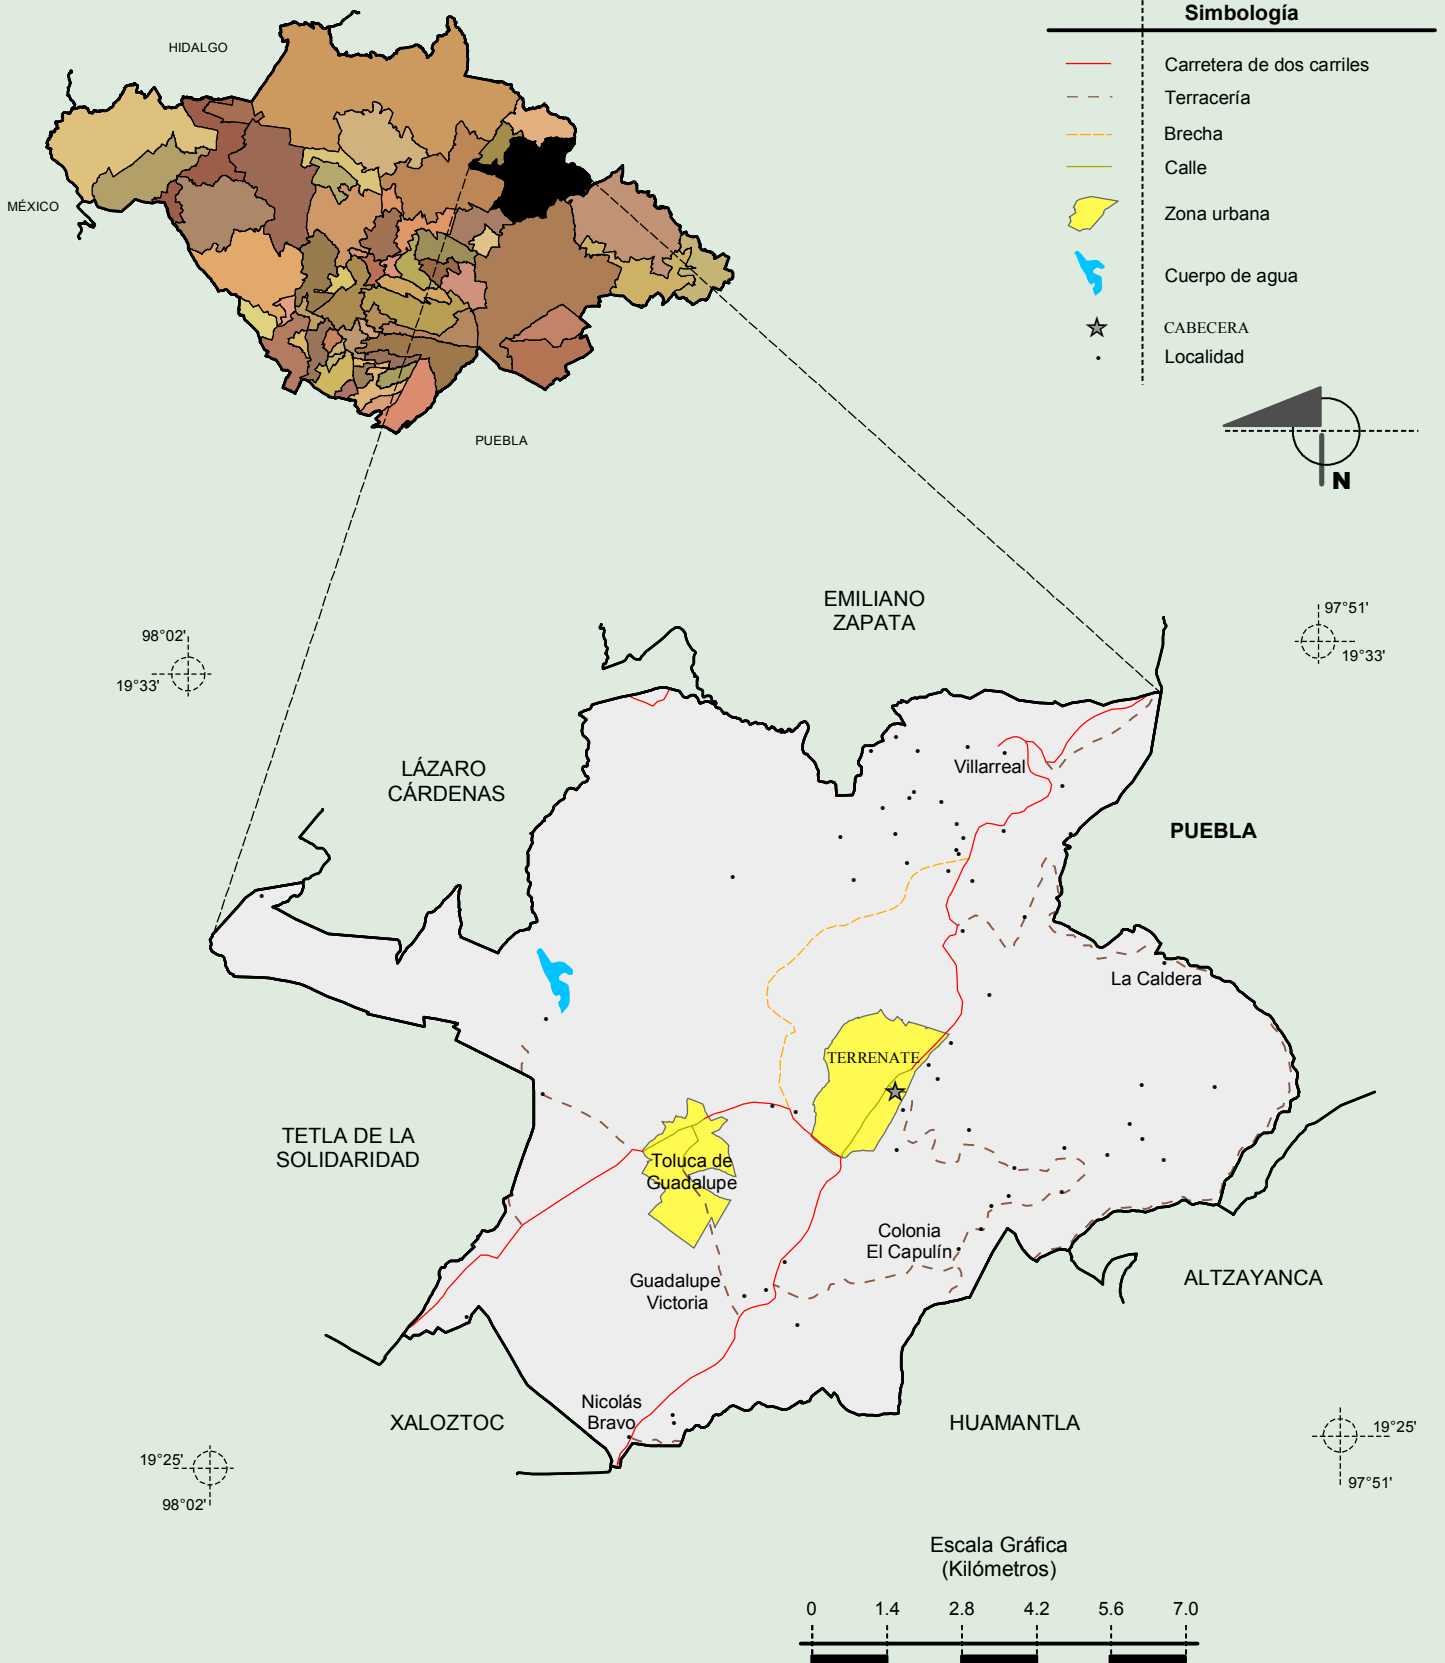 Simbología
Carretera de dos carriles
Terracería
Brecha
Calle
Zona urbana
Cuerpo de agua
CABECERA
Localidad
N
HIDALGO
MÉXICO
PUEBLA
EMILIANO
ZAPATA
98°02'
19°33'
97°51'
19°33'
LÁZARO
CÁRDENAS
Villarreal
PUEBLA
La Caldera
TERRENATE
TETLA DE LA
SOLIDARIDAD
Toluca de
Guadalupe
Colonia
El Capulín
Guadalupe
Victoria
ALTZAYANCA
Nicolás
Bravo
XALOZTOC
HUAMANTLA
19°25'
98°02'
19°25'
97°51'
Escala Gráfica
(Kilómetros)
0 1.4 2.8 4.2 5.6 7.0